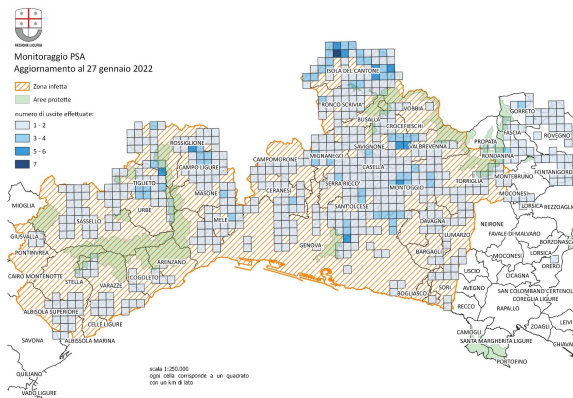 REGIONE LIGURIA
Monitoraggio PSA
Aggiornamento al 27 gennaio 2022
Zona infetta
Aree protette
numero di uscite effettuate:
1 - 2
3 - 4
5 - 6
7
ISOLA DEL CANTONE
RONCO SCRIVIA
VOBBIA
GORRETO
BUSALLA
CROCEFIESCHI
FASCIA
ROVEGNO
ROSSIGLIONE
SAVIGNONE
VALBREVENNA
PROPATA
RONDANINA
CAMPOMORONE
MIGNANEGO
CAMPO LIGURE
CASELLA
FONTANIGORDA
TIGLIETO
CERANESI
SERRA RICCO'
MONTOGGIO
TORRIGLIA
MONTEBRUNO
MASONE
MIOGLIA
URBE
SANT'OLCESE
MOCONESI
LORSICA
REZZOAGLIO
SASSELLO
MELE
DAVAGNA
NEIRONE
GIUSVALLA
LUMARZO
FAVALE DI MALVARO
GENOVA
BORZONASCA
PONTINVREA
BARGAGLI
MOCONESI
LORSICA
ARENZANO
ORERO
CAIRO MONTENOTTE
COGOLETO
USCIO
CICAGNA
STELLA
VARAZZE
SORI
AVEGNO
SAN COLOMBANO CERTENOLI
BOGLIASCO
COREGLIA LIGURE
ALBISOLA SUPERIORE
RECCO
RAPALLO
CELLE LIGURE
ZOAGLI
LEIVI
SAVONA
ALBISSOLA MARINA
CAMOGLI
SANTA MARGHERITA LIGURE
CHIAVARI
PORTOFINO
QUILIANO
VADO LIGURE
scala 1:250.000
ogni cella corrisponde a un quadrato
con un km di lato